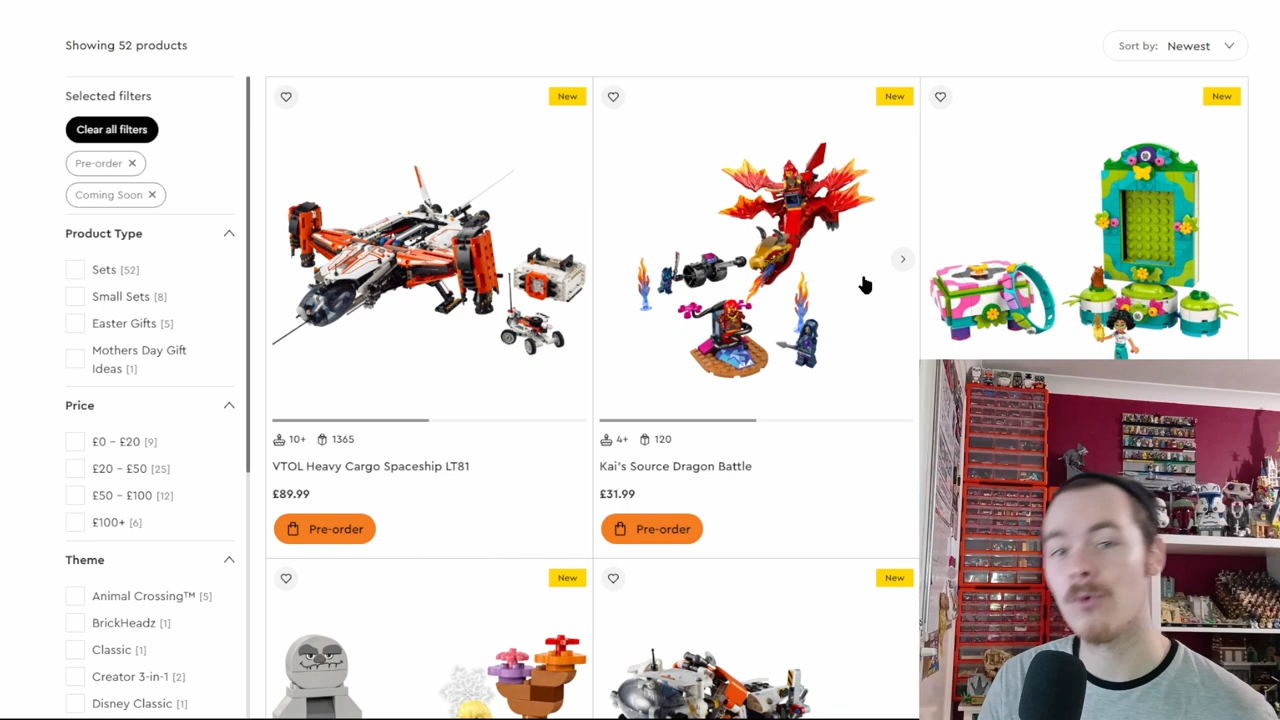 Showing 52 products
Sort by: Newest
Selected filters
Clear all filters
Pre-order ✕
Coming Soon ✕
Product Type
Sets [52]
Small Sets [8]
Easter Gifts [5]
Mothers Day Gift
Ideas [1]
Price
£0 – £20 [9]
£20 – £50 [25]
£50 – £100 [12]
£100+ [6]
Theme
Animal Crossing™ [5]
BrickHeadz [1]
Classic [1]
Creator 3-in-1 [2]
Disney Classic [1]
New
10+ 1365
VTOL Heavy Cargo Spaceship LT81
£89.99
Pre-order
New
4+ 120
Kai's Source Dragon Battle
£31.99
Pre-order
New
New
New